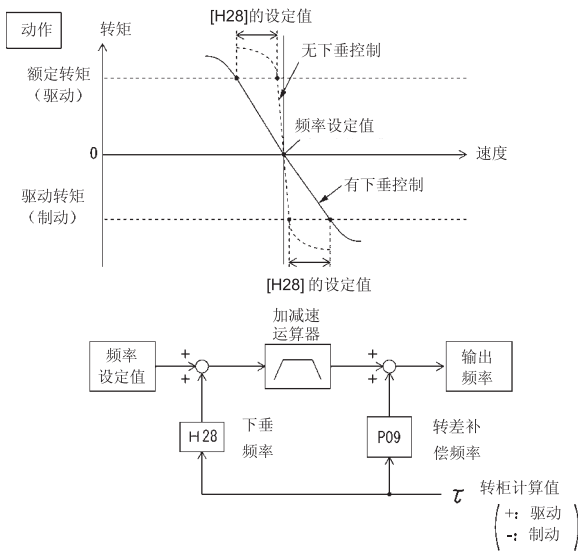 动作
转矩
[H28]的设定值
无下垂控制
额定转矩
（驱动）
频率设定值
0
速度
驱动转矩
（制动）
有下垂控制
[H28] 的设定值
加减速
运算器
频率
设定值
+
+
+
+
输出
频率
H28
下垂
频率
P09
转差补
偿频率
τ
转柜计算值
+: 驱动
-: 制动